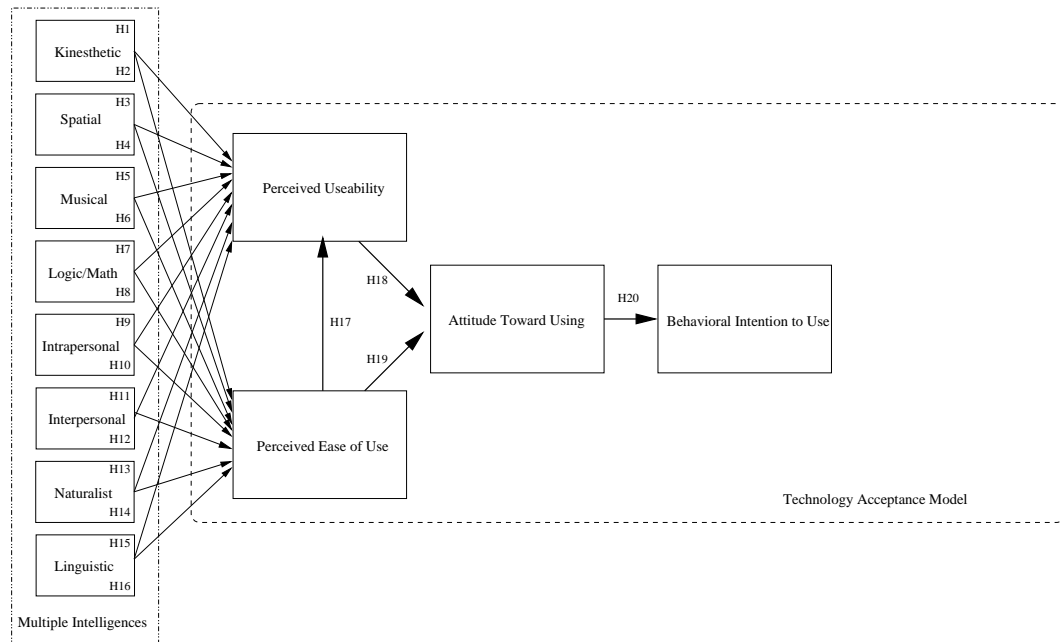 H1
Kinesthetic
H2
H3
Spatial
H4
H5
Musical
H6
H7
Logic/Math
H8
H9
Intrapersonal
H10
H11
Interpersonal
H12
H13
Naturalist
H14
H15
Linguistic
H16
Multiple Intelligences
Perceived Useability
H17
Perceived Ease of Use
H18
H19
Attitude Toward Using
H20
Behavioral Intention to Use
Technology Acceptance Model